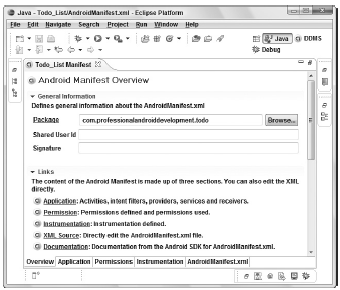 Java - Todo_List/AndroidManifest.xml - Eclipse Platform
File Edit Navigate Search Project Run Window Help
Java DDMS
Debug
Todo_List Manifest
Android Manifest Overview
General Information
Defines general information about the AndroidManifest.xml
Package com.professionalandroiddevelopment.todo Browse...
Shared User Id
Signature
Links
The content of the Android Manifest is made up of three sections. You can also edit the XML
directly.
Application: Activities, intent filters, providers, services and receivers.
Permission: Permissions defined and permissions used.
Instrumentation: Instrumentation defined.
XML Source: Directly edit the AndroidManifest.xml file.
Documentation: Documentation from the Android SDK for AndroidManifest.xml.
Overview Application Permissions Instrumentation AndroidManifest.xml